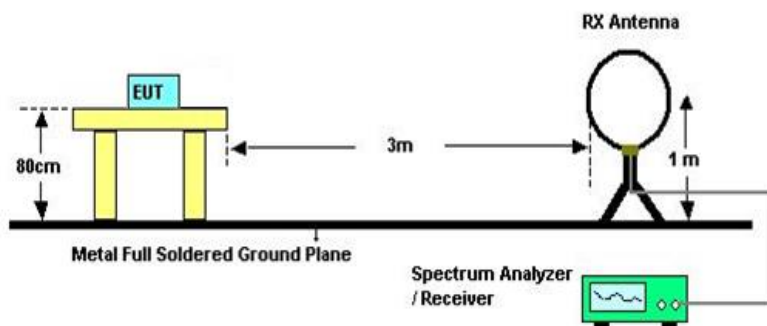 RX Antenna
EUT
3m
80cm
1 m
Metal Full Soldered Ground Plane
Spectrum Analyzer
/ Receiver